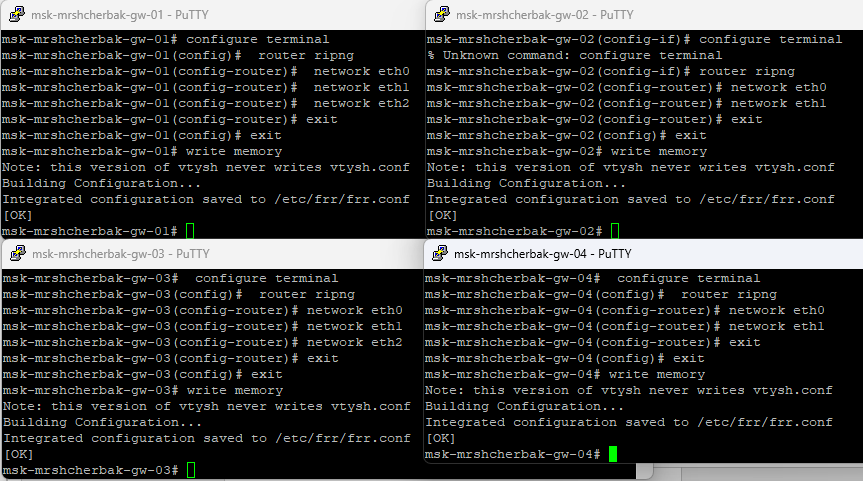 msk-mrshcherbak-gw-01 - PuTTY
msk-mrshcherbak-gw-01# configure terminal
msk-mrshcherbak-gw-01(config)#  router ripng
msk-mrshcherbak-gw-01(config-router)#  network eth0
msk-mrshcherbak-gw-01(config-router)#  network eth1
msk-mrshcherbak-gw-01(config-router)#  network eth2
msk-mrshcherbak-gw-01(config-router)# exit
msk-mrshcherbak-gw-01(config)# exit
msk-mrshcherbak-gw-01# write memory
Note: this version of vtysh never writes vtysh.conf
Building Configuration...
Integrated configuration saved to /etc/frr/frr.conf
[OK]
msk-mrshcherbak-gw-01#
msk-mrshcherbak-gw-02 - PuTTY
msk-mrshcherbak-gw-02(config-if)# configure terminal
% Unknown command: configure terminal
msk-mrshcherbak-gw-02(config-if)# router ripng
msk-mrshcherbak-gw-02(config-router)# network eth0
msk-mrshcherbak-gw-02(config-router)# network eth1
msk-mrshcherbak-gw-02(config-router)# exit
msk-mrshcherbak-gw-02(config)# exit
msk-mrshcherbak-gw-02# write memory
Note: this version of vtysh never writes vtysh.conf
Building Configuration...
Integrated configuration saved to /etc/frr/frr.conf
[OK]
msk-mrshcherbak-gw-02#
msk-mrshcherbak-gw-03 - PuTTY
msk-mrshcherbak-gw-03#  configure terminal
msk-mrshcherbak-gw-03(config)#  router ripng
msk-mrshcherbak-gw-03(config-router)# network eth0
msk-mrshcherbak-gw-03(config-router)# network eth1
msk-mrshcherbak-gw-03(config-router)# network eth2
msk-mrshcherbak-gw-03(config-router)# exit
msk-mrshcherbak-gw-03(config)# exit
msk-mrshcherbak-gw-03# write memory
Note: this version of vtysh never writes vtysh.conf
Building Configuration...
Integrated configuration saved to /etc/frr/frr.conf
[OK]
msk-mrshcherbak-gw-03#
msk-mrshcherbak-gw-04 - PuTTY
msk-mrshcherbak-gw-04#  configure terminal
msk-mrshcherbak-gw-04(config)#  router ripng
msk-mrshcherbak-gw-04(config-router)# network eth0
msk-mrshcherbak-gw-04(config-router)# network eth1
msk-mrshcherbak-gw-04(config-router)# exit
msk-mrshcherbak-gw-04(config)# exit
msk-mrshcherbak-gw-04# write memory
Note: this version of vtysh never writes vtysh.conf
Building Configuration...
Integrated configuration saved to /etc/frr/frr.conf
[OK]
msk-mrshcherbak-gw-04#